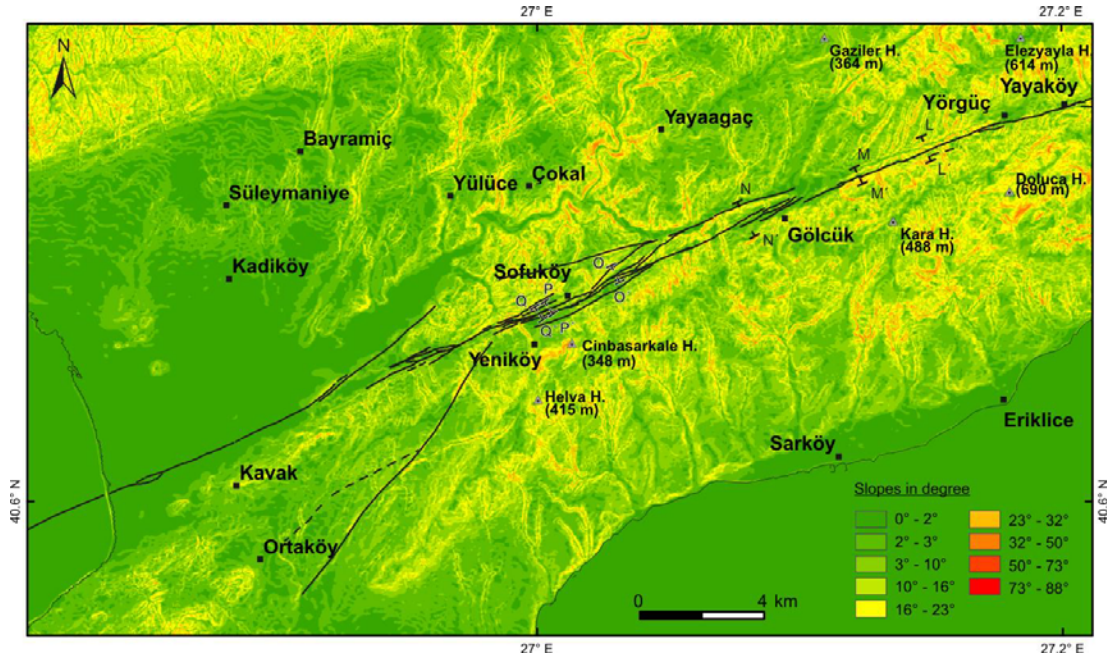 27° E
27.2° E
N
Gaziler H.
(364 m)
Elezyayla H.
(614 m)
Yayaköy
Yörgüç
Yayaagaç
L
Bayramiç
M
L
Çokal
Yülüce
Doluca H.
(690 m)
M'
Süleymaniye
N
Gölcük
Kara H.
(488 m)
N'
Kadiköy
Sofuköy
O
O
P
Q
Q
P
Yeniköy
Cinbasarkale H.
(348 m)
Helva H.
(415 m)
Eriklice
Sarköy
Kavak
40.6° N
40.6° N
Slopes in degree
0° - 2°
23° - 32°
2° - 3°
32° - 50°
3° - 10°
50° - 73°
10° - 16°
73° - 88°
16° - 23°
Ortaköy
0
4 km
27° E
27.2° E